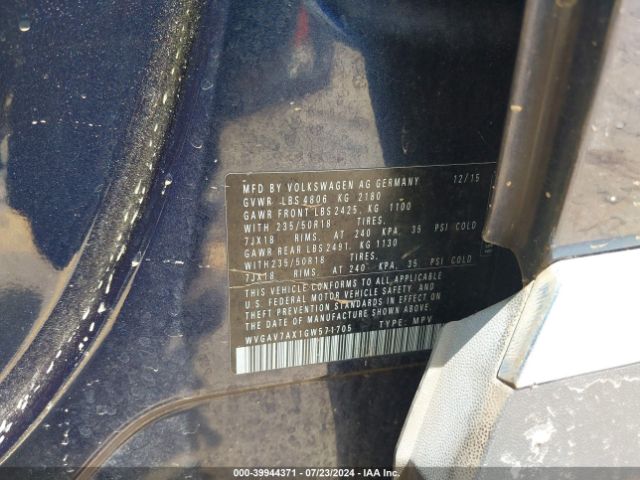 MFD BY VOLKSWAGEN AG GERMANY 12/15
GVWR LBS 4806 KG 2180
GAWR FRONT LBS 2425 KG 1100
WITH 235/50R18 TIRES.
7JX18 RIMS. AT 240 KPA. 35 PSI COLD
GAWR REAR LBS 2491. KG 1130
WITH 235/50R18 TIRES.
7JX18 RIMS. AT 240 KPA. 35 PSI COLD
THIS VEHICLE CONFORMS TO ALL APPLICABLE
U.S. FEDERAL MOTOR VEHICLE SAFETY AND
THEFT PREVENTION STANDARDS IN EFFECT ON
THE DATE OF MANUFACTURE SHOWN ABOVE.
WVGAV7AX1GW571705 TYPE: MPV
000-39944371 | 07/23/2024 | IAA Inc.